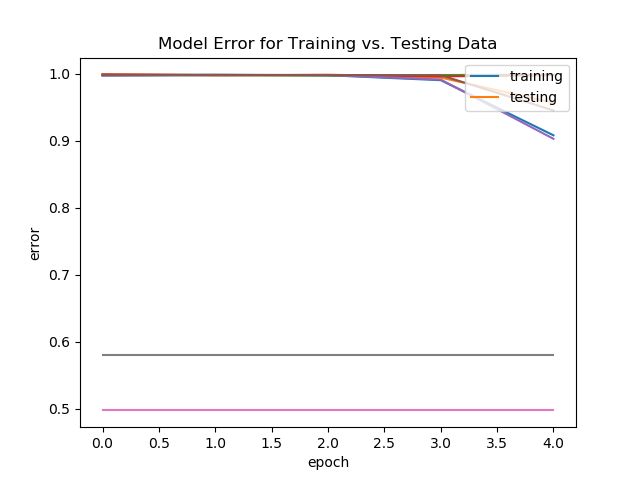 Model Error for Training vs. Testing Data
training
testing
1.0
0.9
0.8
0.7
0.6
0.5
error
0.0 0.5 1.0 1.5 2.0 2.5 3.0 3.5 4.0
epoch